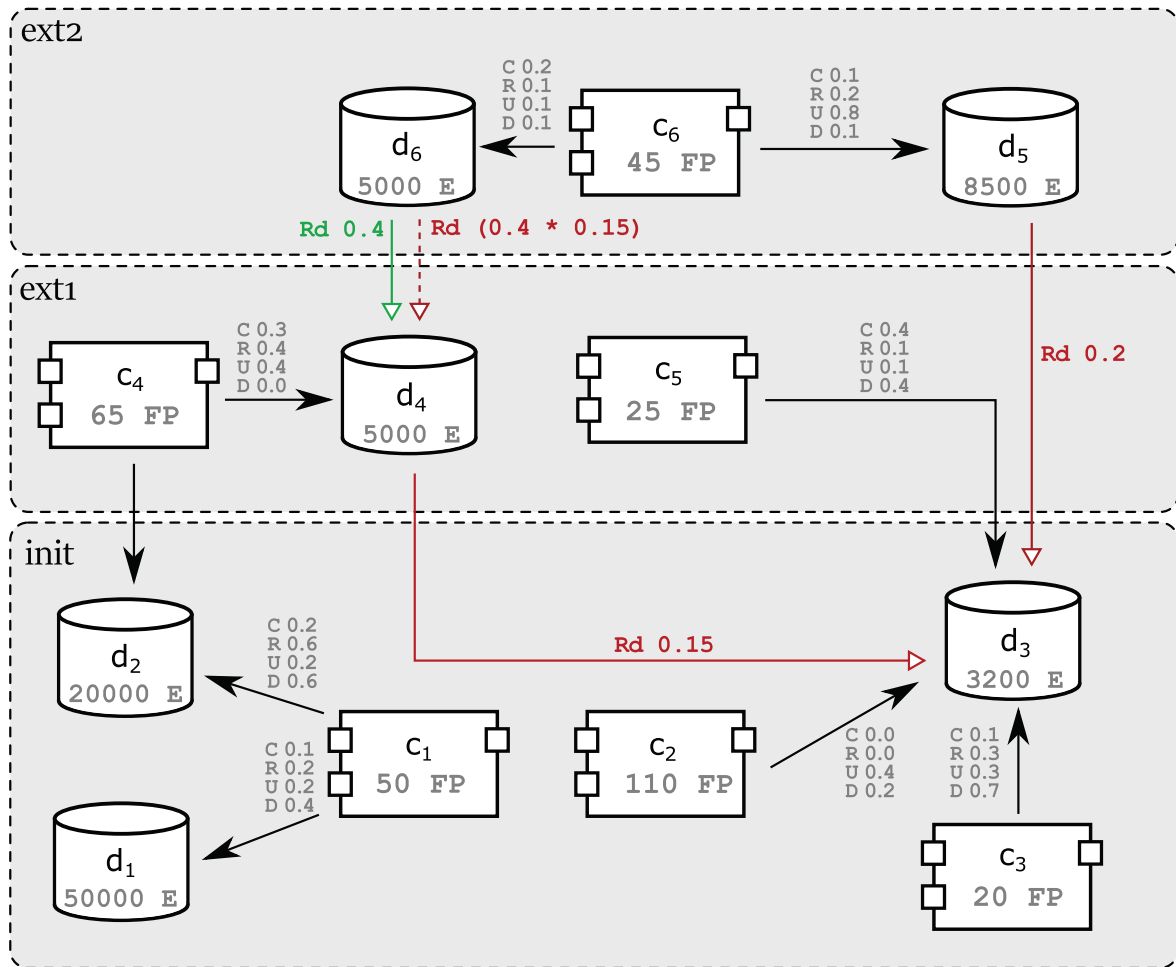 ext2
C 0.2
R 0.1
U 0.1
D 0.1
C 0.1
R 0.2
U 0.8
D 0.1
d6
5000 E
c6
45 FP
d5
8500 E
Rd 0.4
Rd (0.4 * 0.15)
ext1
C 0.3
R 0.4
U 0.4
D 0.0
C 0.4
R 0.1
U 0.1
D 0.4
Rd 0.2
c4
65 FP
d4
5000 E
c5
25 FP
init
C 0.2
R 0.6
U 0.2
D 0.6
Rd 0.15
d2
20000 E
d3
3200 E
C 0.1
R 0.2
U 0.2
D 0.4
c1
50 FP
c2
110 FP
C 0.0
R 0.0
U 0.4
D 0.2
C 0.1
R 0.3
U 0.3
D 0.7
d1
50000 E
c3
20 FP